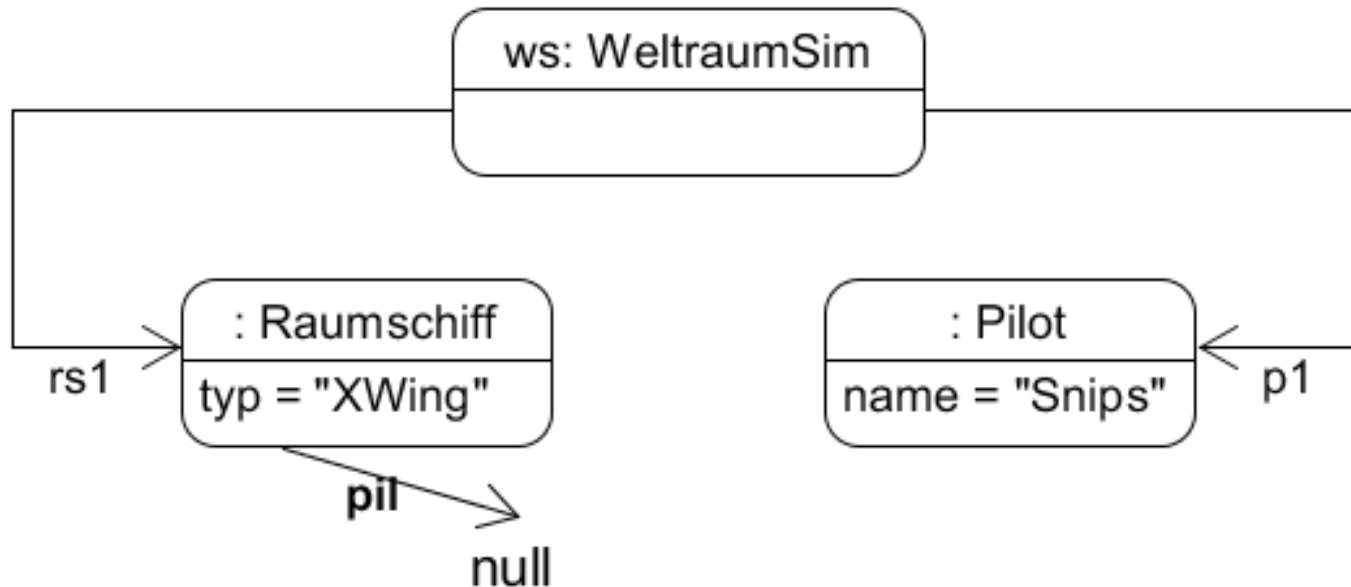 ws: WeltraumSim
: Raumschiff
typ = "XWing"
rs1
: Pilot
name = "Snips"
p1
pil
null